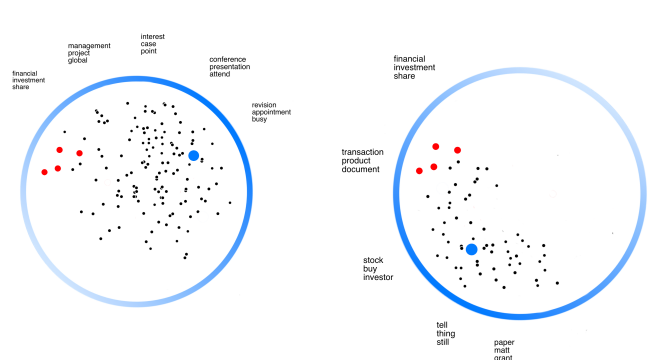 interest
case
point
management
project
global
conference
presentation
attend
financial
investment
share
revision
appointment
busy
financial
investment
share
transaction
product
document
stock
buy
investor
tell
thing
still
paper
matt
grant